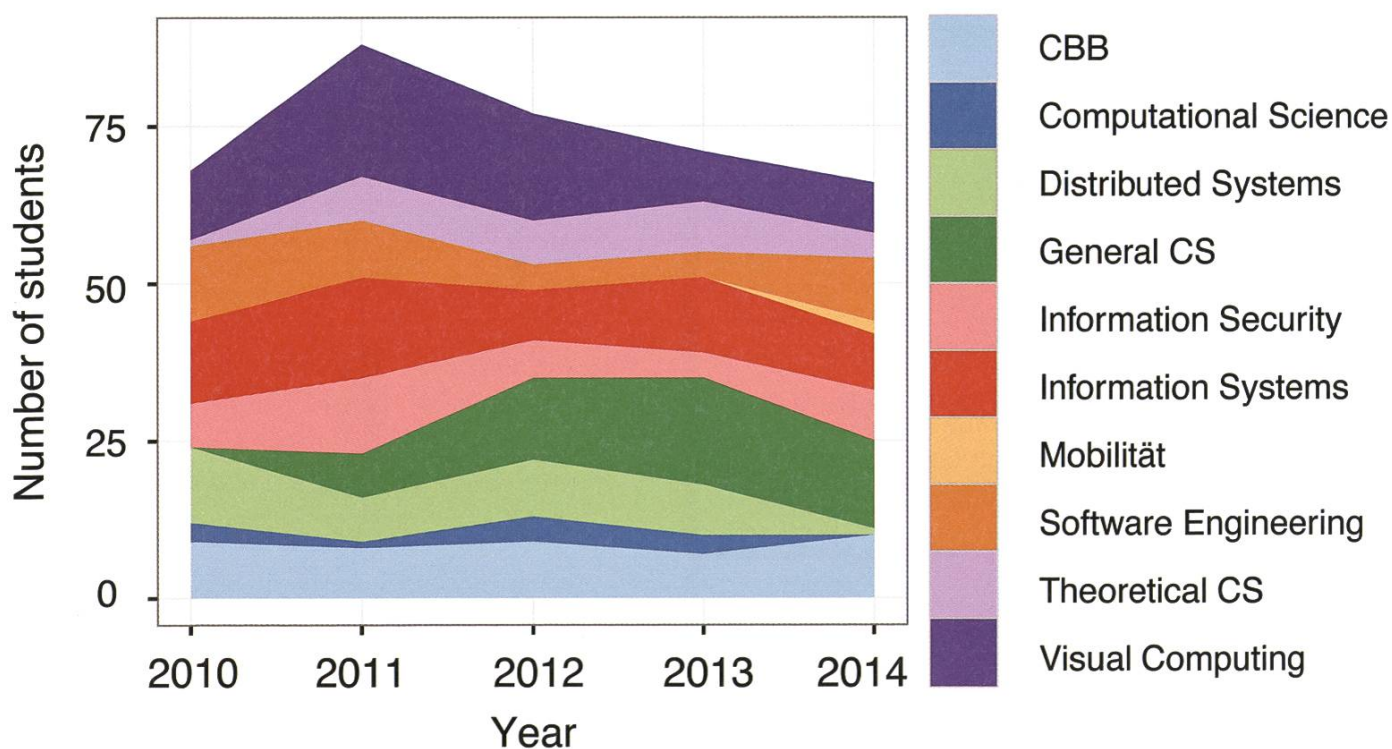 Number of students
75
50
25
0
2010 2011 2012 2013 2014
Year
CBB
Computational Science
Distributed Systems
General CS
Information Security
Information Systems
Mobilität
Software Engineering
Theoretical CS
Visual Computing